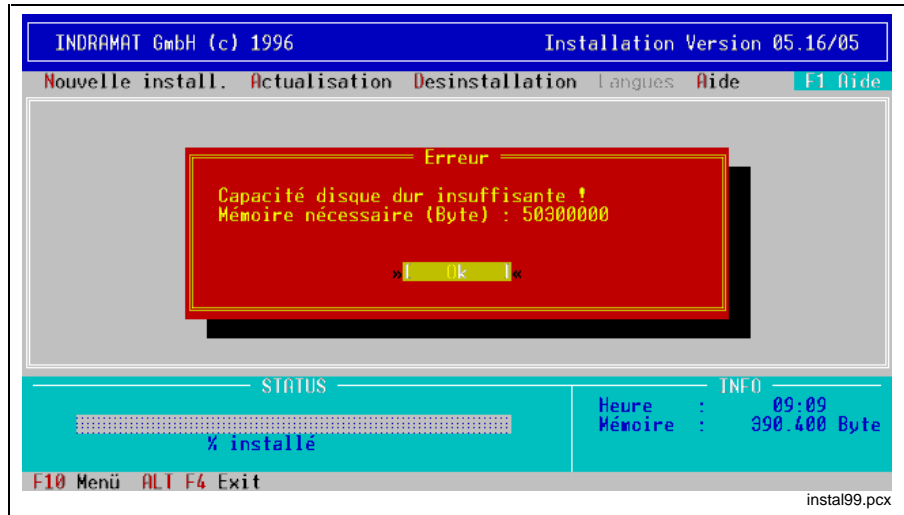 INDRAMAT GmbH (c) 1996 Installation Version 05.16/05
Nouvelle install. Actualisation Desinstallation Langues Aide F1 Aide
Erreur
Capacité disque dur insuffisante !
Mémoire nécessaire (Byte) : 50300000
» [ Ok ] «
STATUS
INFO
Heure : 09:09
Mémoire : 390.400 Byte
% installé
F10 Menü ALT F4 Exit
instal99.pcx